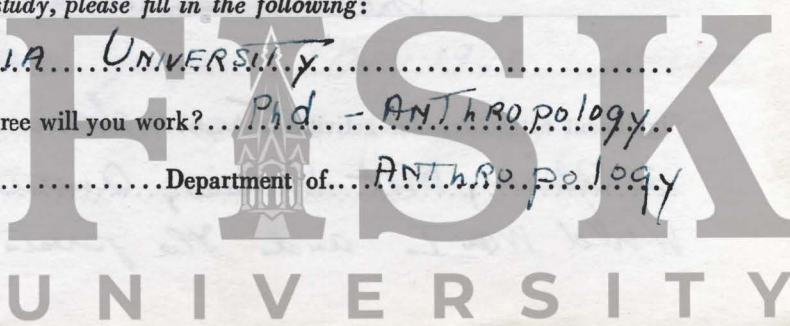 study, please fill in the following:
IA University
ree will you work? Phd - Anthropology
Department of Anthropology
FISK
UNIVERSITY